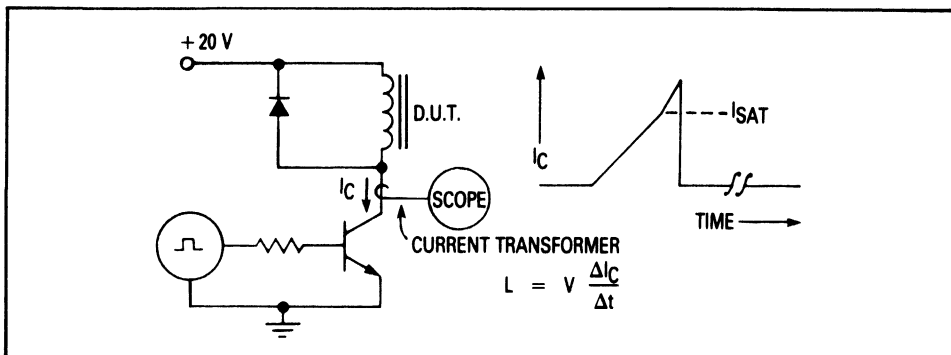 + 20 V
D.U.T.
I_C
SCOPE
CURRENT TRANSFORMER
L = V ΔI_C / Δt
I_C
I_SAT
TIME